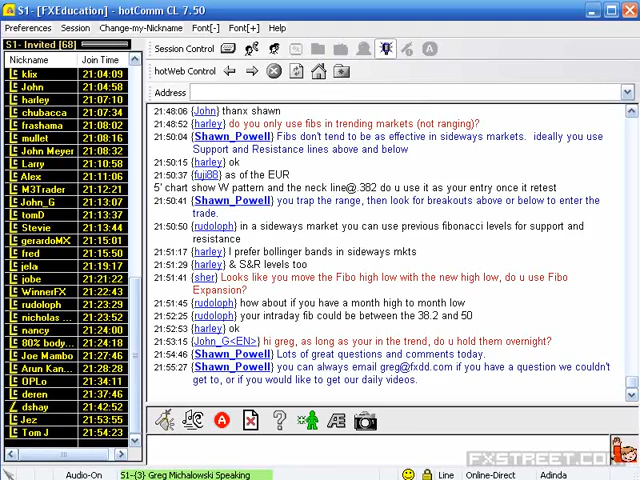 S1- [FXEducation] - hotComm CL 7.50
Preferences Session Change-my-Nickname Font[-] Font[+] Help
S1- Invited [68]
Nickname Join Time
klix 21:04:09
John 21:04:58
harley 21:07:10
chubacca 21:07:34
frashama 21:08:02
mullet 21:08:16
John Meyer 21:08:32
Larry 21:10:58
Alex 21:11:06
M3Trader 21:12:21
John_G 21:13:27
tomD 21:13:37
Stevie 21:13:44
gerardoMX 21:15:01
fred 21:15:50
jela 21:19:17
jobe 21:21:22
WinnerFX 21:22:43
rudoloph 21:23:29
nicholas ... 21:23:56
nancy 21:24:00
80% body... 21:24:18
Joe Mambo 21:27:46
Arun Kan... 21:28:28
OPLo 21:34:11
deren 21:37:46
dshay 21:42:52
Jez 21:53:55
Tom J 21:54:23
Session Control
hotWeb Control
Address
21:48:06 {John} thanx shawn
21:48:52 {harley} do you only use fibs in trending markets (not ranging)?
21:50:04 {Shawn_Powell} Fibs don't tend to be as effective in sideways markets. ideally you use
Support and Resistance lines above and below
21:50:15 {harley} ok
21:50:37 {fuji88} as of the EUR
5' chart show W pattern and the neck line@.382 do u use it as your entry once it retest
21:50:41 {Shawn_Powell} you trap the range, then look for breakouts above or below to enter the
trade.
21:50:50 {rudoloph} in a sideways market you can use previous fibonacci levels for support and
resistance
21:51:17 {harley} I prefer bollinger bands in sideways mkts
21:51:29 {harley} & S&R levels too
21:51:41 {sher} Looks like you move the Fibo high low with the new high low, do u use Fibo
Expansion?
21:51:45 {rudoloph} how about if you have a month high to month low
21:52:25 {rudoloph} your intraday fib could be between the 38.2 and 50
21:52:53 {harley} ok
21:53:15 {John_G<EN>} hi greg, as long as your in the trend, do u hold them overnight?
21:54:46 {Shawn_Powell} Lots of great questions and comments today.
21:55:27 {Shawn_Powell} you can always email greg@fxdd.com if you have a question we couldn't
get to, or if you would like to get our daily videos.
FXSTREET.COM
Audio-On S1-{3} Greg Michalowski Speaking Line Online-Direct Adinda